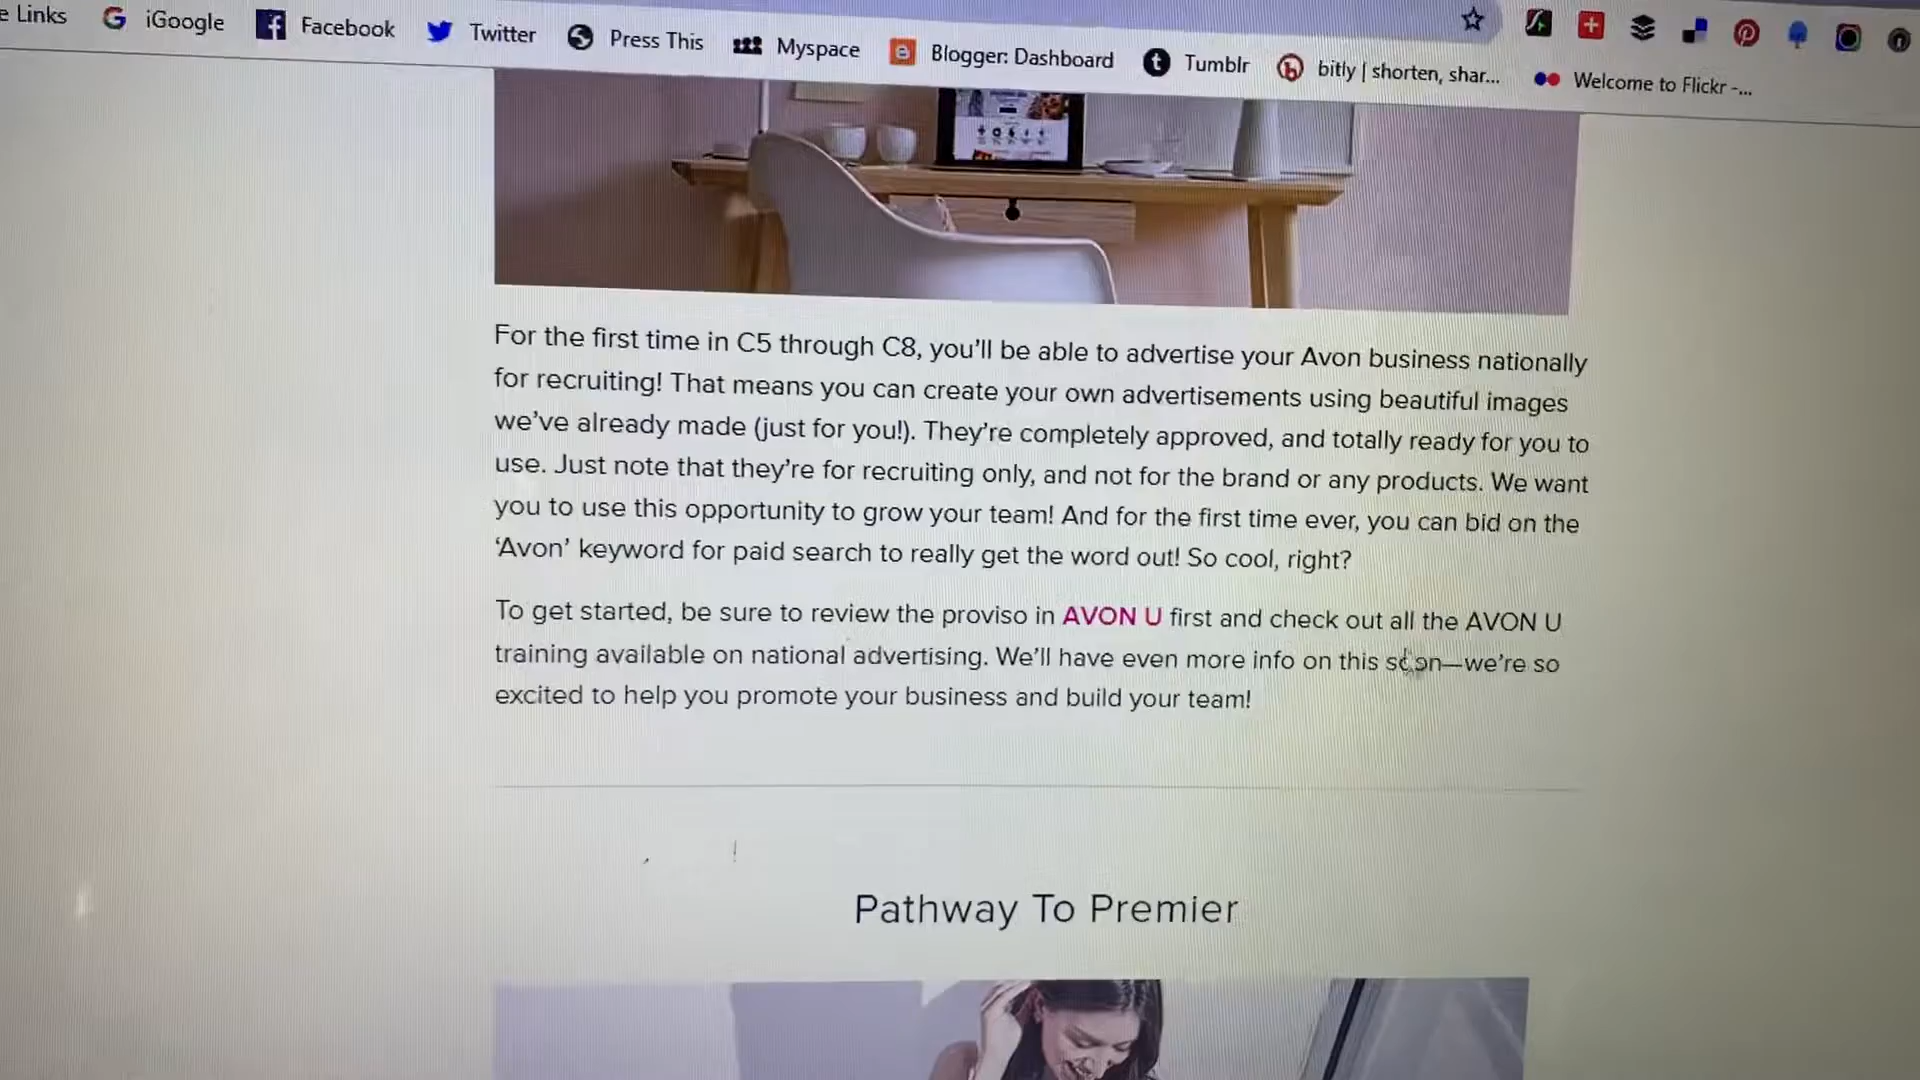 e Links iGoogle Facebook Twitter Press This Myspace Blogger: Dashboard Tumblr bitly | shorten, shar... Welcome to Flickr -...
For the first time in C5 through C8, you'll be able to advertise your Avon business nationally
for recruiting! That means you can create your own advertisements using beautiful images
we've already made (just for you!). They're completely approved, and totally ready for you to
use. Just note that they're for recruiting only, and not for the brand or any products. We want
you to use this opportunity to grow your team! And for the first time ever, you can bid on the
‘Avon’ keyword for paid search to really get the word out! So cool, right?
To get started, be sure to review the proviso in AVON U first and check out all the AVON U
training available on national advertising. We'll have even more info on this soon—we're so
excited to help you promote your business and build your team!
Pathway To Premier